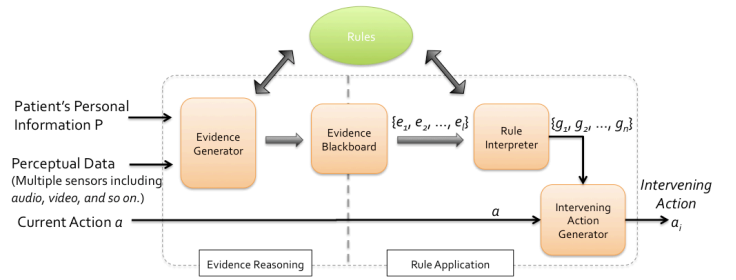 Rules
Patient's Personal
Information P
Evidence
Generator
Evidence
Blackboard
{e1, e2, ..., el}
Rule
Interpreter
{g1, g2, ..., gn}
Perceptual Data
(Multiple sensors including
audio, video, and so on.)
Current Action a
a
Intervening
Action
Generator
Intervening
Action
ai
Evidence Reasoning
Rule Application